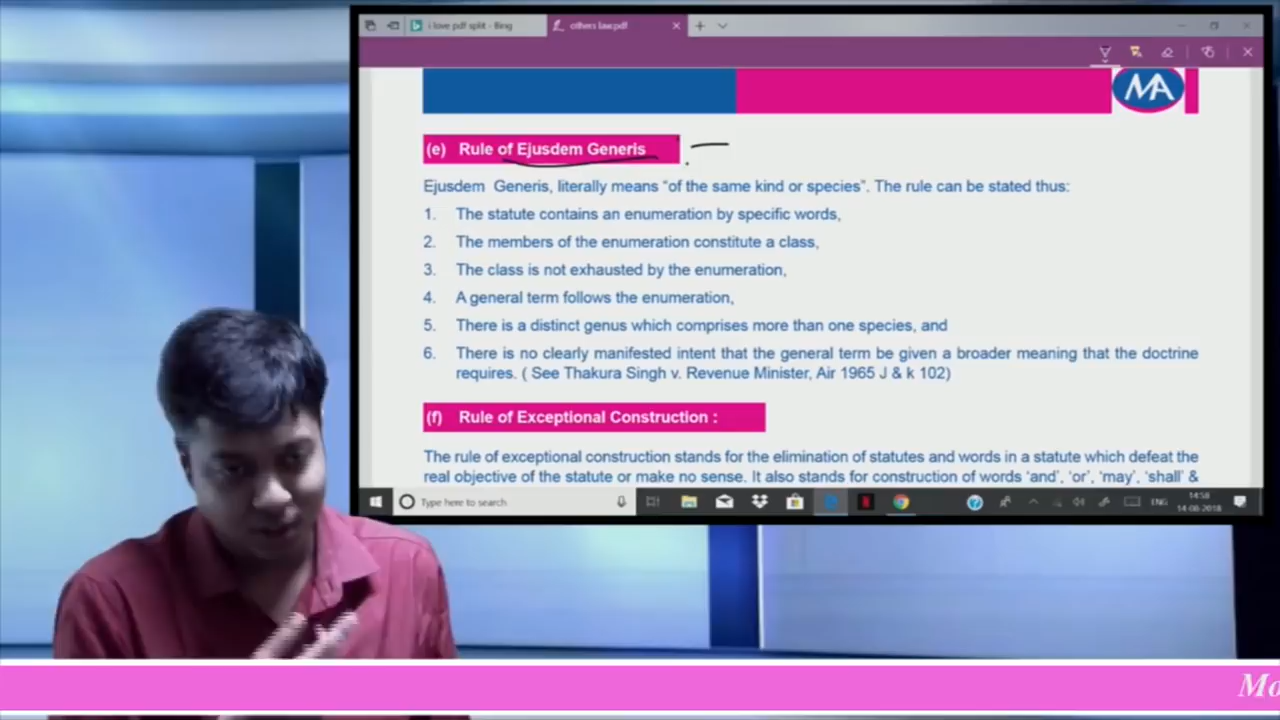 i love pdf split - Bing
others law.pdf
MA
(e) Rule of Ejusdem Generis
Ejusdem Generis, literally means “of the same kind or species”. The rule can be stated thus:
1. The statute contains an enumeration by specific words,
2. The members of the enumeration constitute a class,
3. The class is not exhausted by the enumeration,
4. A general term follows the enumeration,
5. There is a distinct genus which comprises more than one species, and
6. There is no clearly manifested intent that the general term be given a broader meaning that the doctrine
requires. ( See Thakura Singh v. Revenue Minister, Air 1965 J & k 102)
(f) Rule of Exceptional Construction :
The rule of exceptional construction stands for the elimination of statutes and words in a statute which defeat the
real objective of the statute or make no sense. It also stands for construction of words ‘and’, ‘or’, ‘may’, ‘shall’ &
Type here to search
ENG
14:58
14-08-2018
Mo